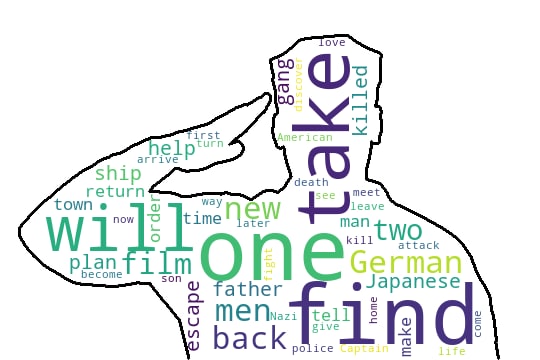 love
take
gang
discover
killed
American
first
turn
help
arrive
ship
death
see
meet
return
way
new
leave
town
now
order
time
later
man
two
will
one
kill
attack
plan
film
fight
German
become
son
Japanese
escape
father
find
home
men
Nazi
tell
give
make
come
back
police
Captain
life